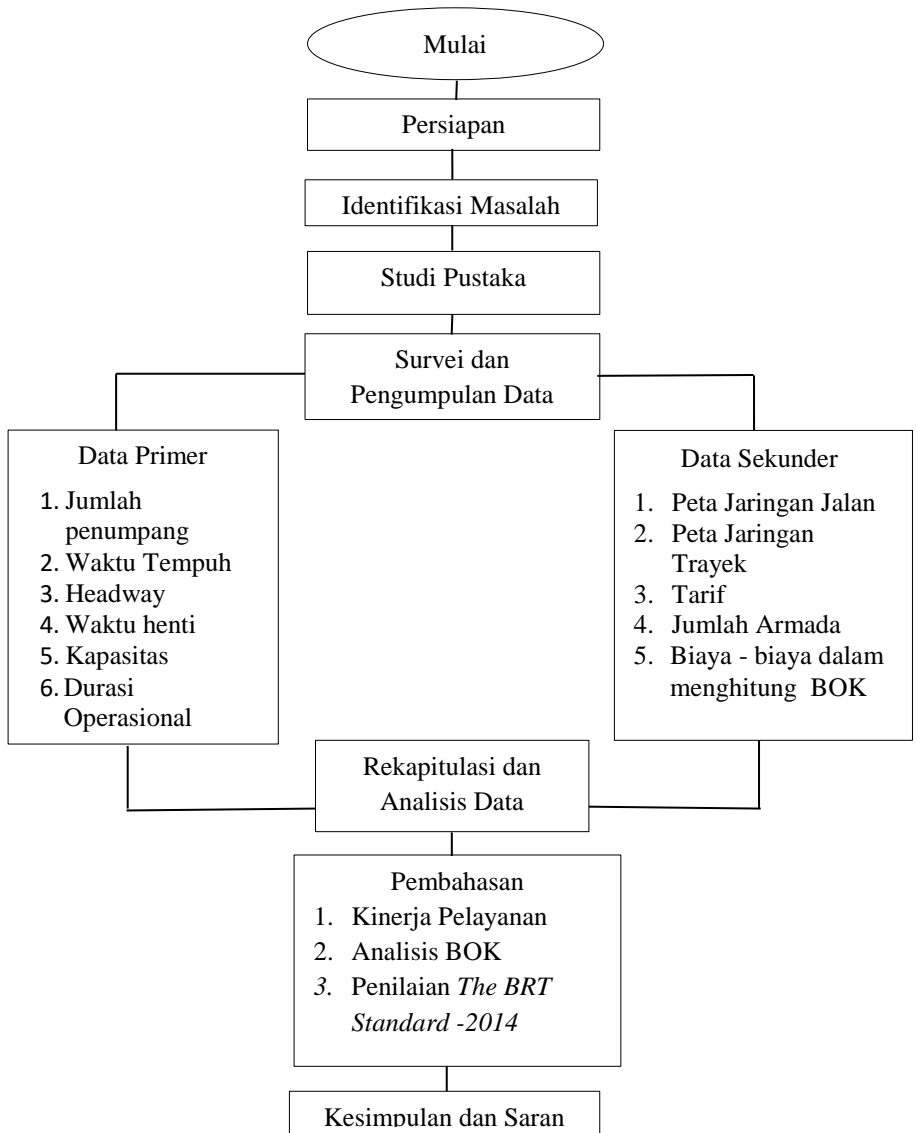 Mulai
Persiapan
Identifikasi Masalah
Studi Pustaka
Survei dan
Pengumpulan Data
Data Primer
1. Jumlah
penumpang
2. Waktu Tempuh
3. Headway
4. Waktu henti
5. Kapasitas
6. Durasi
Operasional
Data Sekunder
1. Peta Jaringan Jalan
2. Peta Jaringan
Trayek
3. Tarif
4. Jumlah Armada
5. Biaya - biaya dalam
menghitung BOK
Rekapitulasi dan
Analisis Data
Pembahasan
1. Kinerja Pelayanan
2. Analisis BOK
3. Penilaian The BRT
Standard -2014
Kesimpulan dan Saran